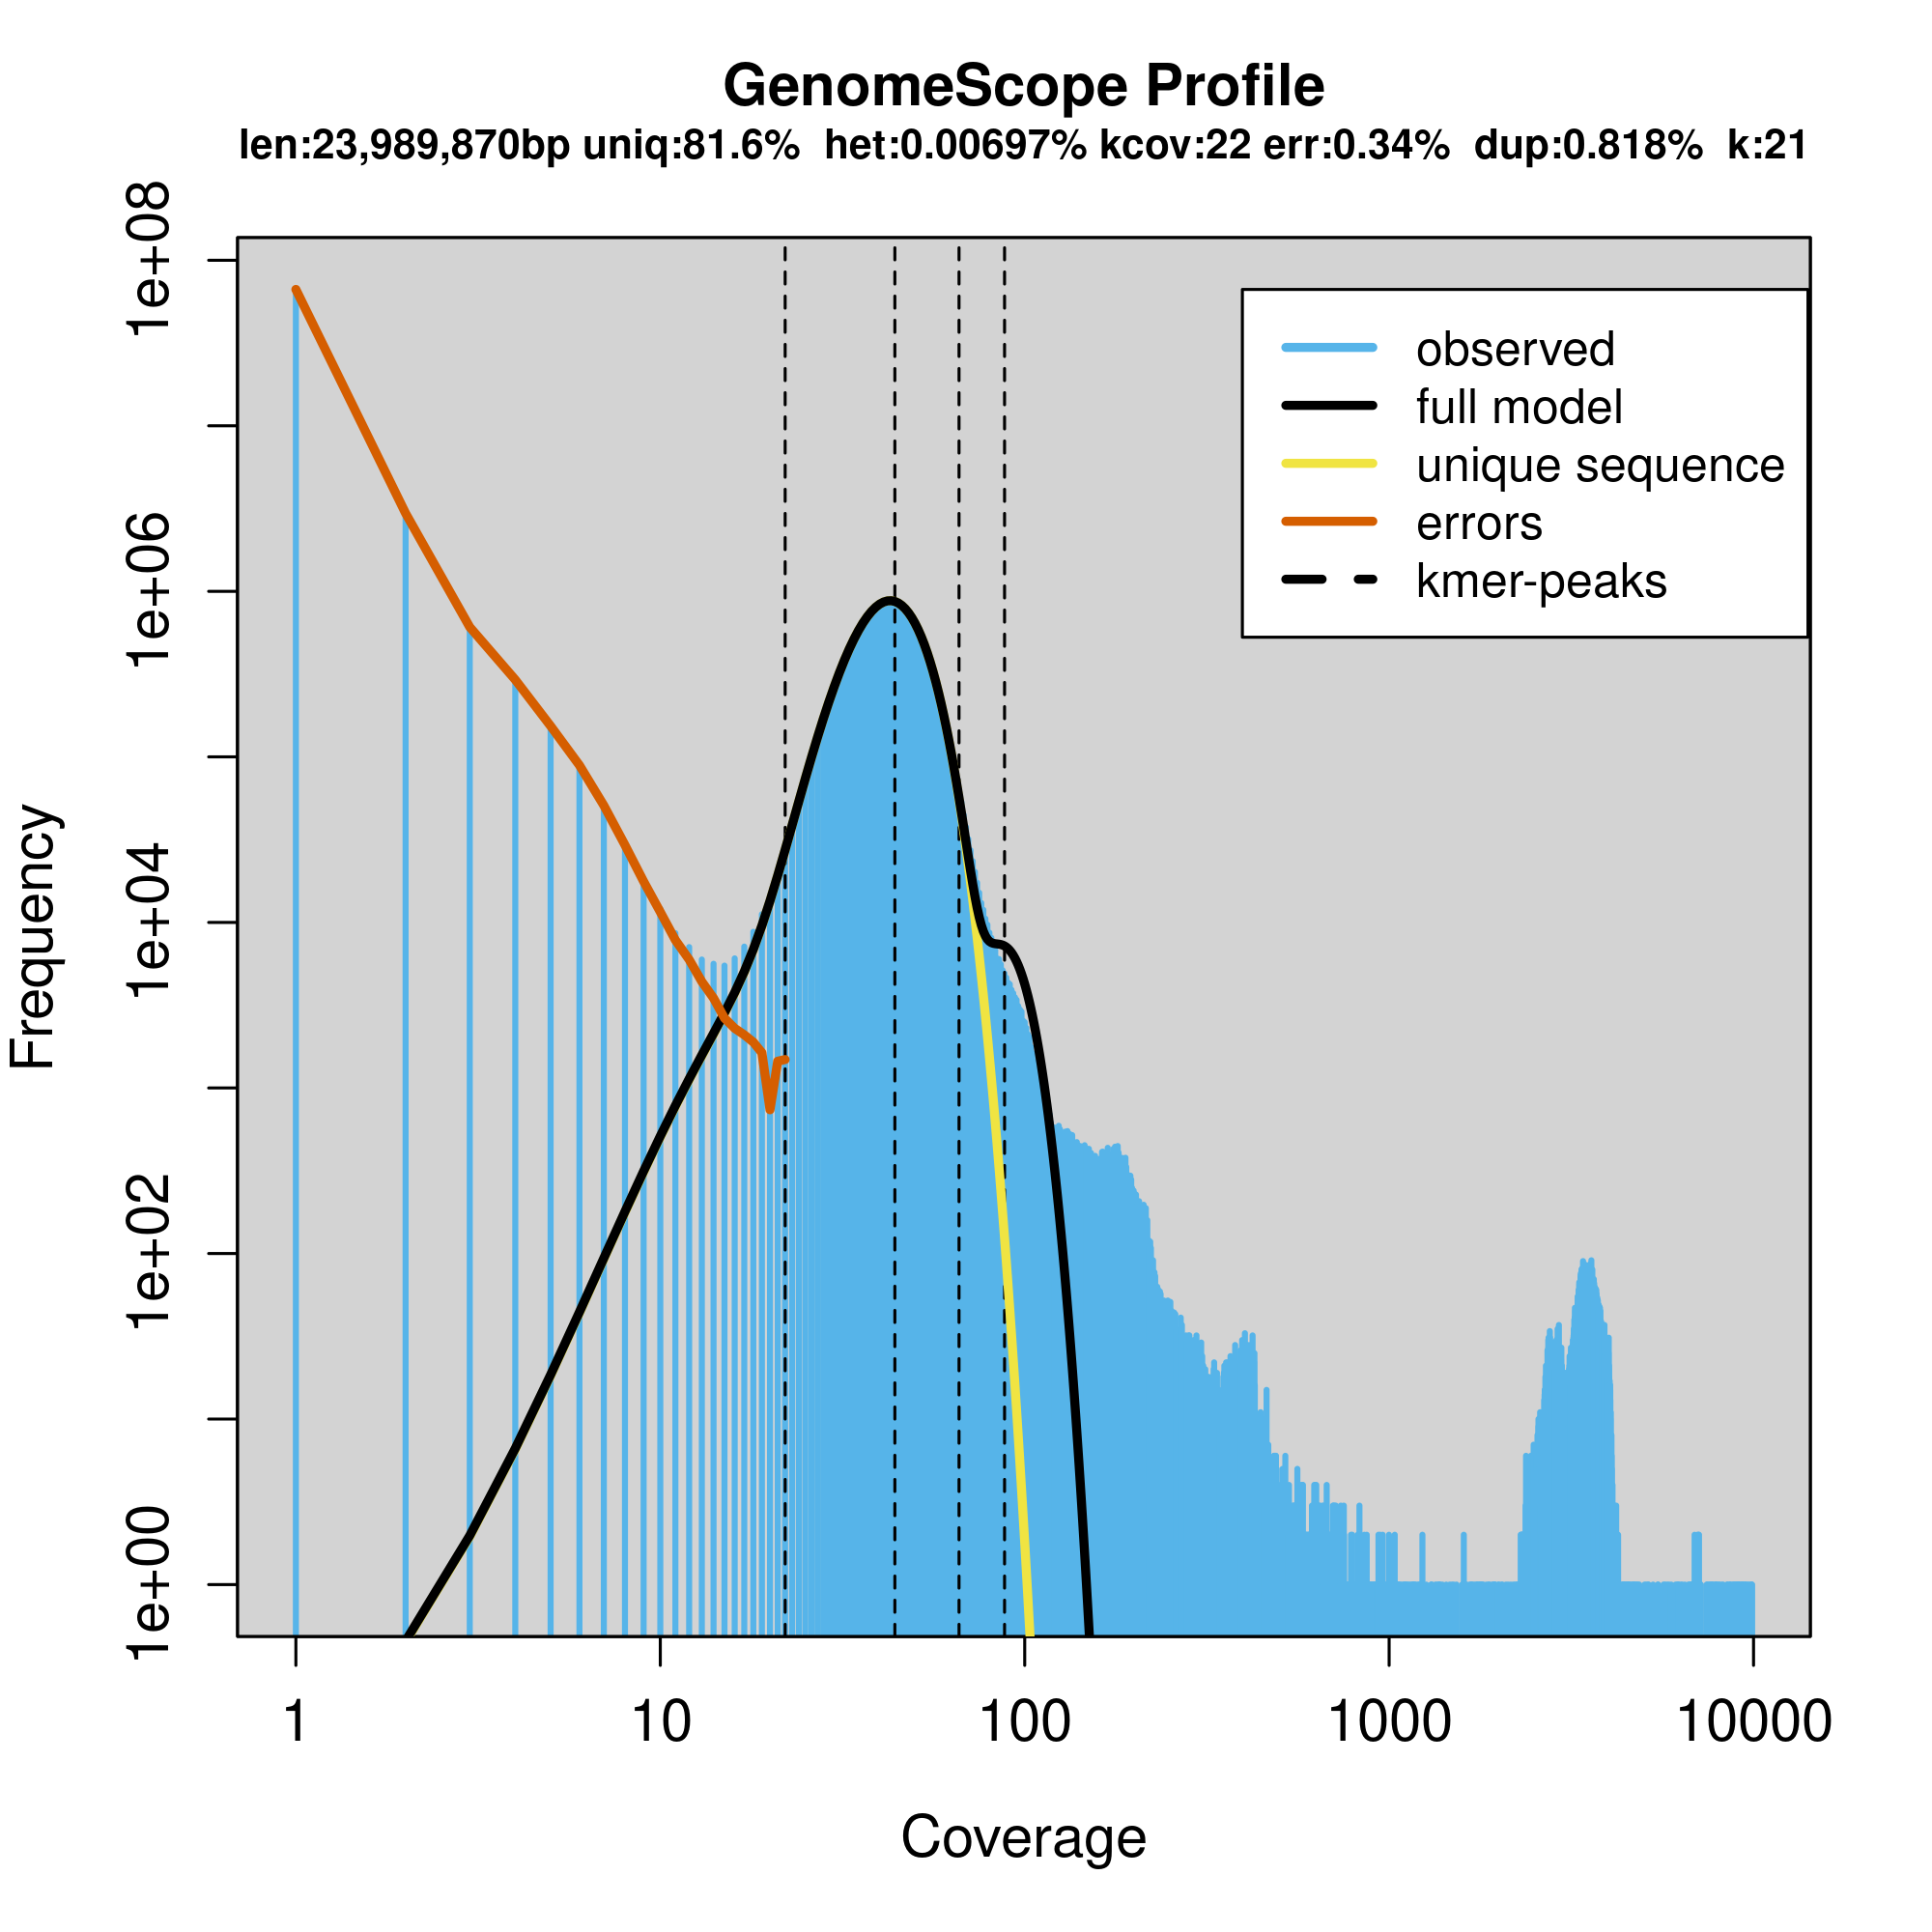 GenomeScope Profile
len:23,989,870bp uniq:81.6% het:0.00697% kcov:22 err:0.34% dup:0.818% k:21
1e+08
1e+06
1e+04
1e+02
1e+00
Frequency
observed
full model
unique sequence
errors
kmer-peaks
1
10
100
1000
10000
Coverage